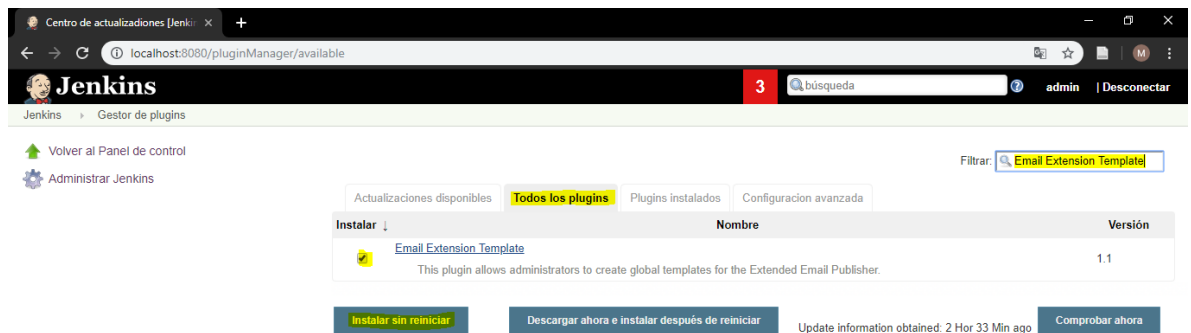 Centro de actualizadiones [Jenkin
localhost:8080/pluginManager/available
M
Jenkins
3
búsqueda
admin
| Desconectar
Jenkins
Gestor de plugins
Volver al Panel de control
Administrar Jenkins
Filtrar: Email Extension Template
Actualizaciones disponibles
Todos los plugins
Plugins instalados
Configuracion avanzada
Instalar ↓
Nombre
Versión
Email Extension Template
1.1
This plugin allows administrators to create global templates for the Extended Email Publisher.
Instalar sin reiniciar
Descargar ahora e instalar después de reiniciar
Update information obtained: 2 Hor 33 Min ago
Comprobar ahora